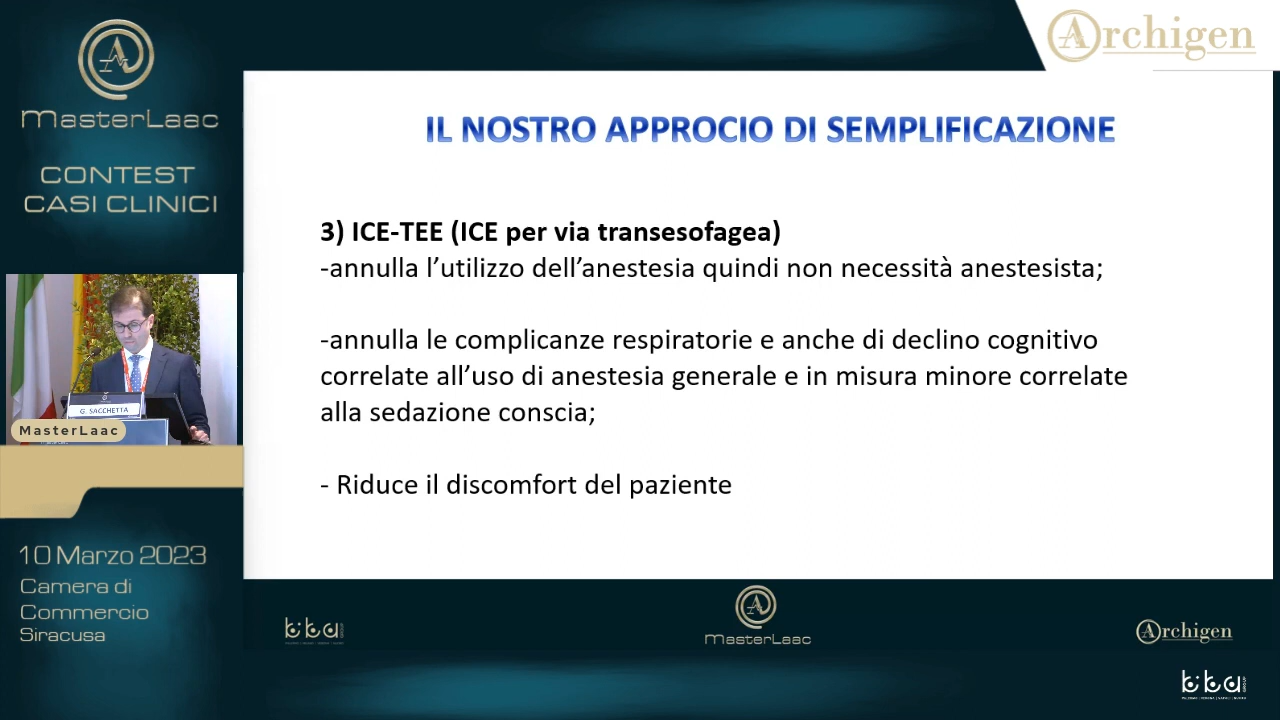 MasterLaac
CONTEST
CASI CLINICI
G. SACCHETTA
MasterLaac
10 Marzo 2023
Camera di
Commercio
Siracusa
Archigen
IL NOSTRO APPROCIO DI SEMPLIFICAZIONE
3) ICE-TEE (ICE per via transesofagea)
-annulla l’utilizzo dell’anestesia quindi non necessità anestesista;
-annulla le complicanze respiratorie e anche di declino cognitivo
correlate all’uso di anestesia generale e in misura minore correlate
alla sedazione conscia;
- Riduce il discomfort del paziente
bba
MasterLaac
Archigen
bba